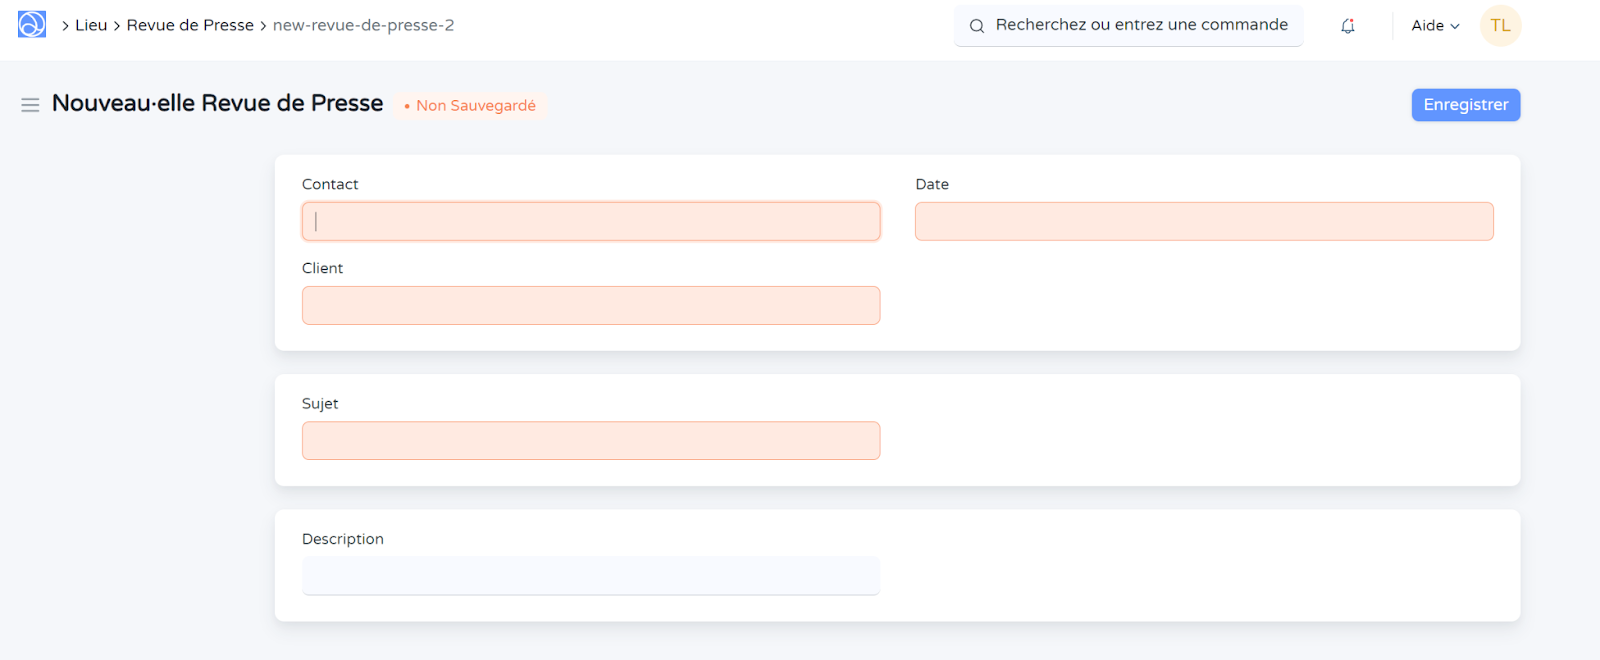 > Lieu > Revue de Presse > new-revue-de-presse-2
Recherchez ou entrez une commande
Aide
TL
Nouveau·elle Revue de Presse
• Non Sauvegardé
Enregistrer
Contact
Date
Client
Sujet
Description